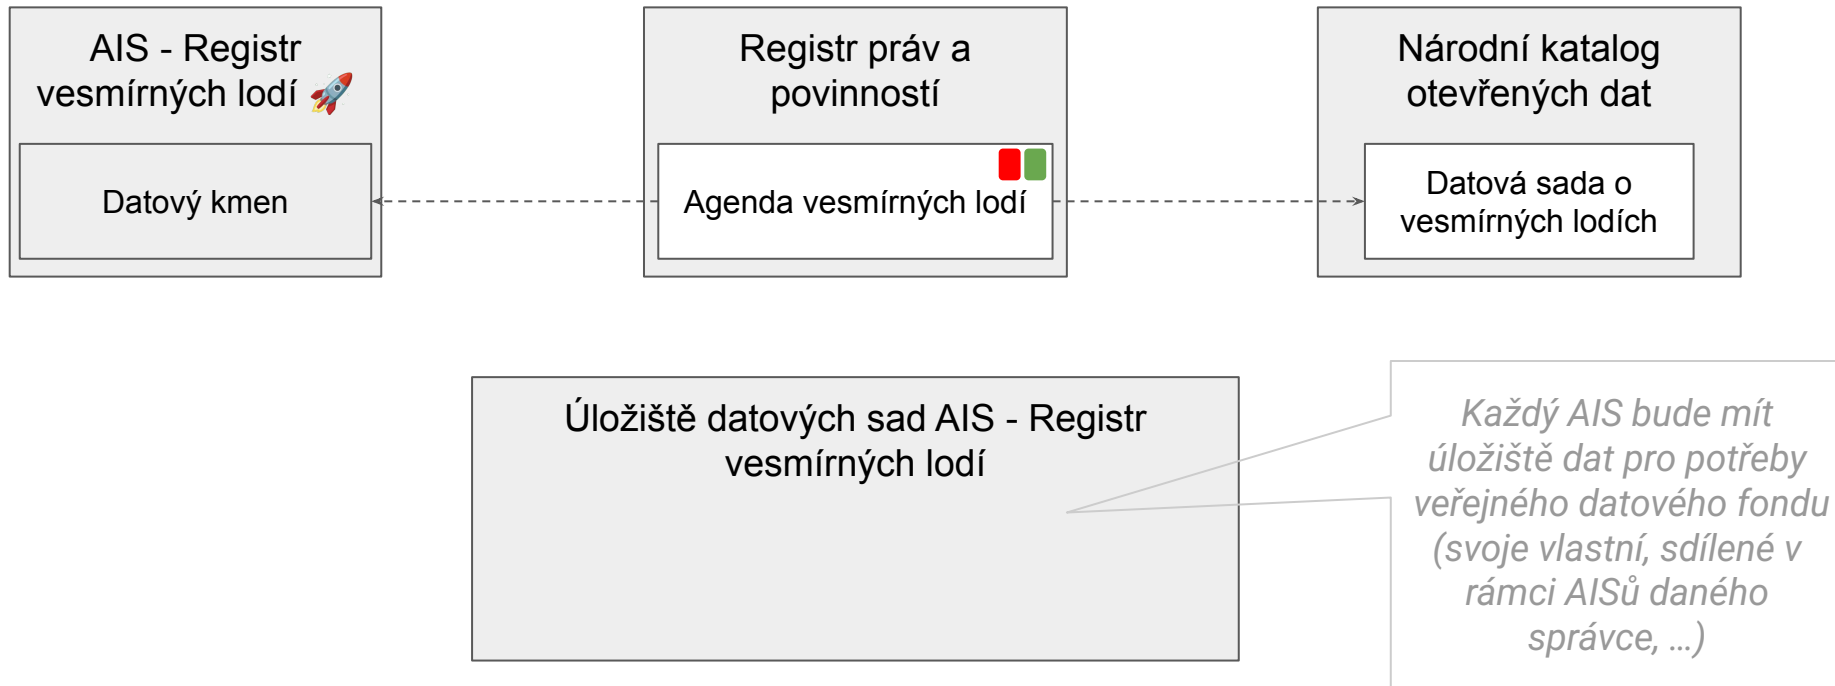 AIS - Registr
vesmírných lodí 🚀
Datový kmen
Registr práv a
povinností
Agenda vesmírných lodí
Národní katalog
otevřených dat
Datová sada o
vesmírných lodích
Úložiště datových sad AIS - Registr
vesmírných lodí
Každý AIS bude mít
úložiště dat pro potřeby
veřejného datového fondu
(svoje vlastní, sdílené v
rámci AISů daného
správce, …)